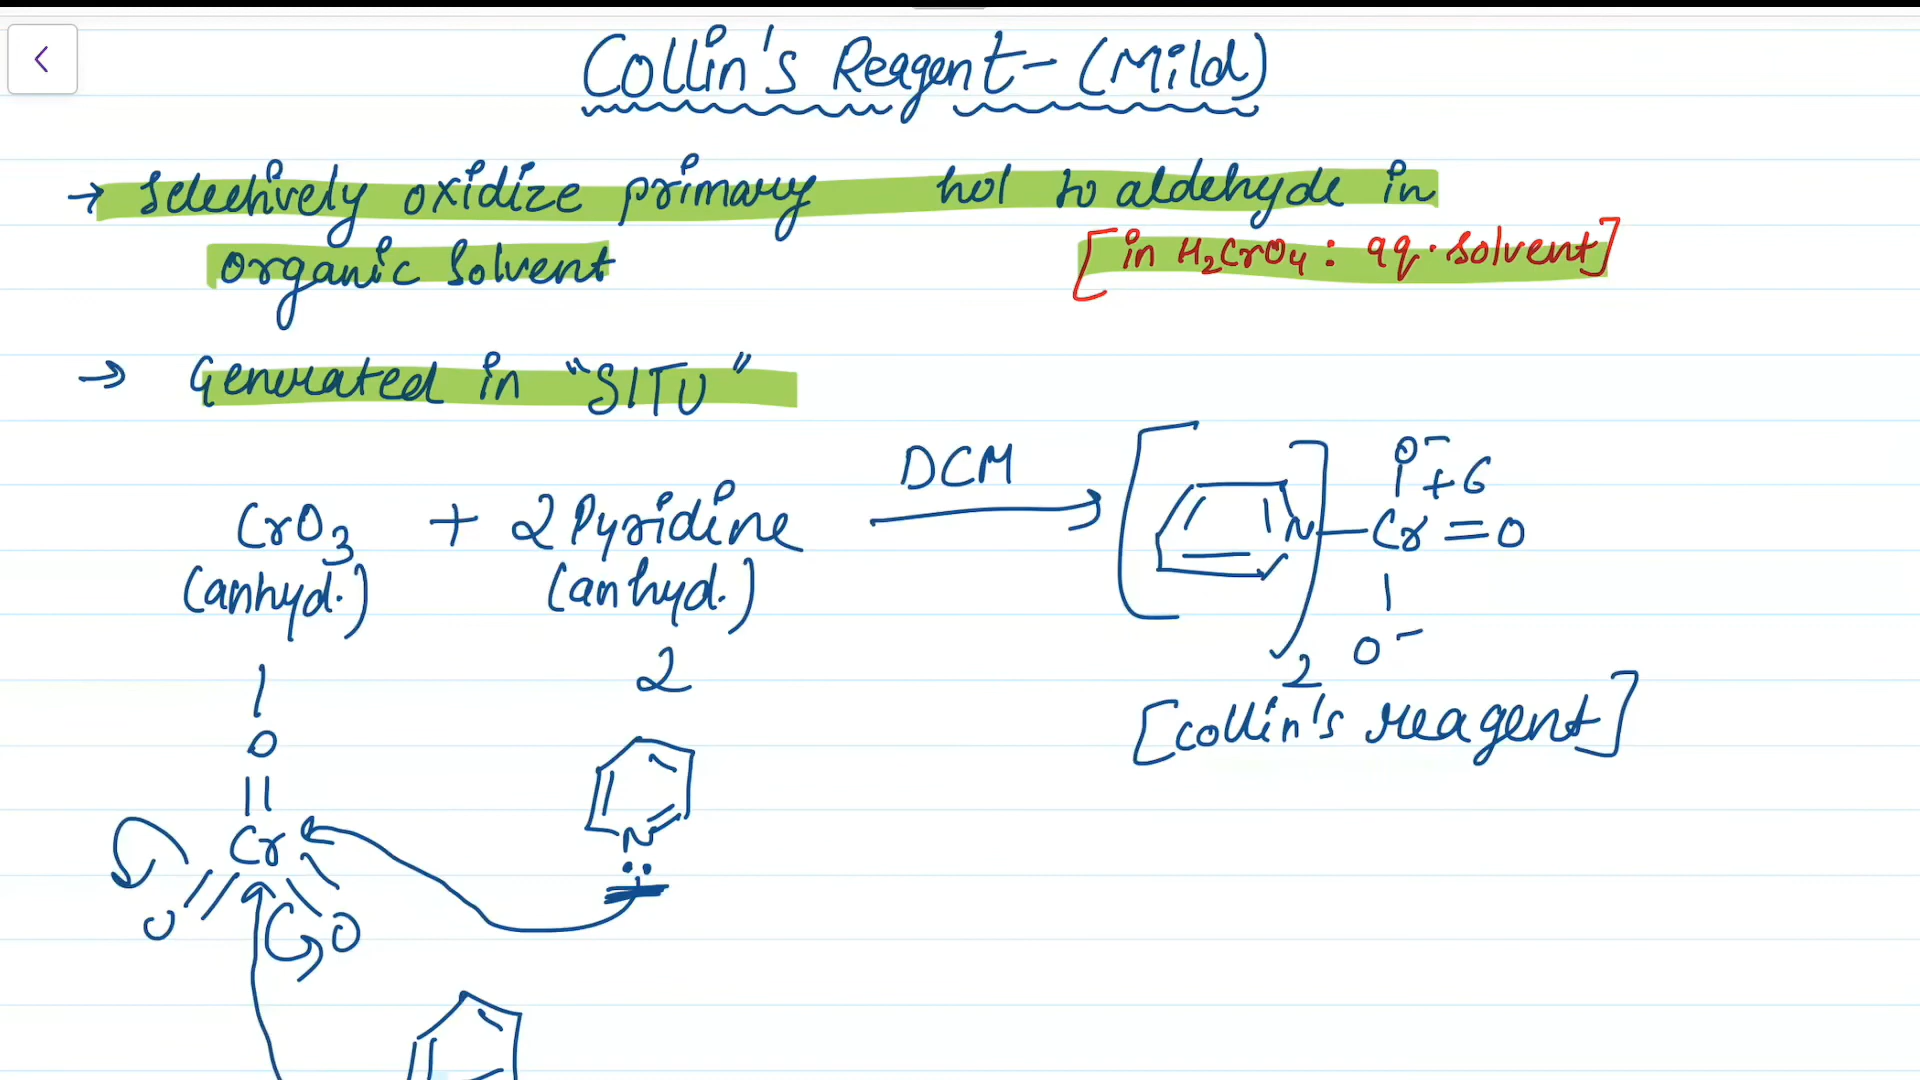 Collin's Reagent - (Mild)
→ Selectively oxidize primary hol to aldehyde in
organic solvent
[in H₂CrO₄ : aq. solvent]
→ Generated in "SITU"
CrO₃ + 2 Pyridine DCM
(anhyd.) (anhyd.)
N Cr = O
O⁻ +6
O⁻
2
2
[collin's reagent]
O
Cr
O O
N